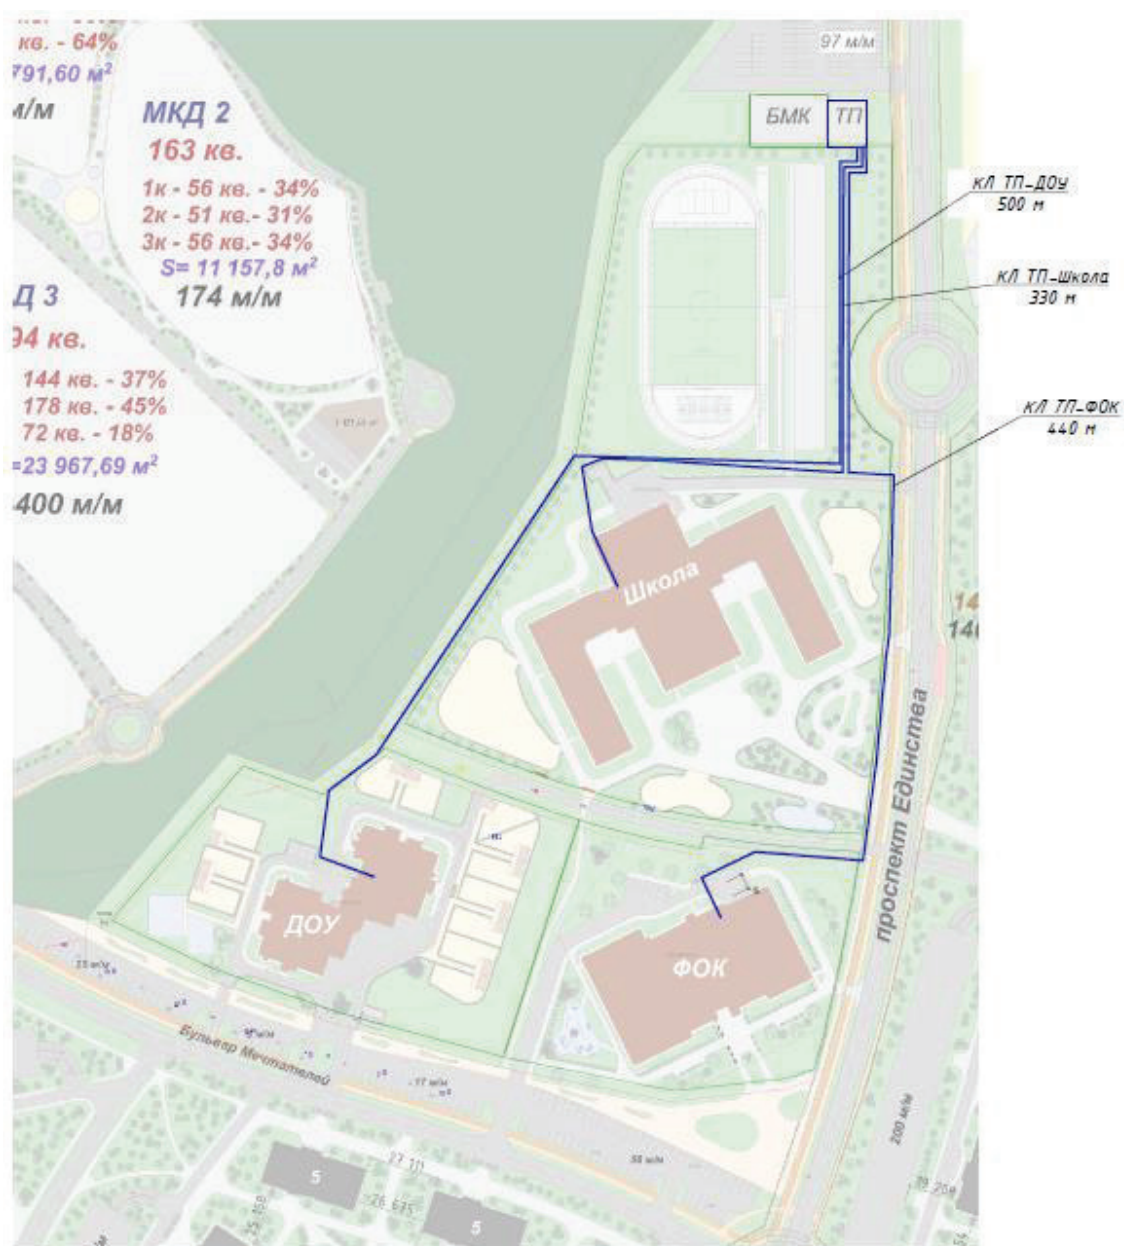 кв. - 64%
791,60 м²
м/м
МКД 2
163 кв.
1к - 56 кв. - 34%
2к - 51 кв.- 31%
3к - 56 кв.- 34%
S= 11 157,8 м²
174 м/м
Д 3
94 кв.
144 кв. - 37%
178 кв. - 45%
72 кв. - 18%
=23 967,69 м²
400 м/м
97 м/м
БМК
ТП
КЛ ТП-ДОУ
500 м
КЛ ТП-Школа
330 м
КЛ ТП-ФОК
440 м
Школа
14
проспект Единства
ДОУ
ФОК
Бульвар Мечтателей
17 м/м
200 м/м
5
5